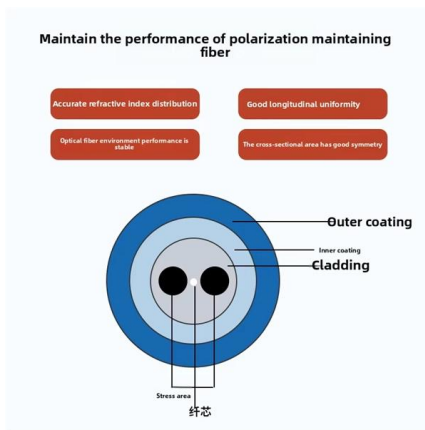 Maintain the performance of polarization maintaining
fiber
Accurate refractive index distribution
Good longitudinal uniformity
Optical fiber environment performance is
stable
The cross-sectional area has good symmetry
Outer coating
Inner coating
Cladding
Stress area
纤芯